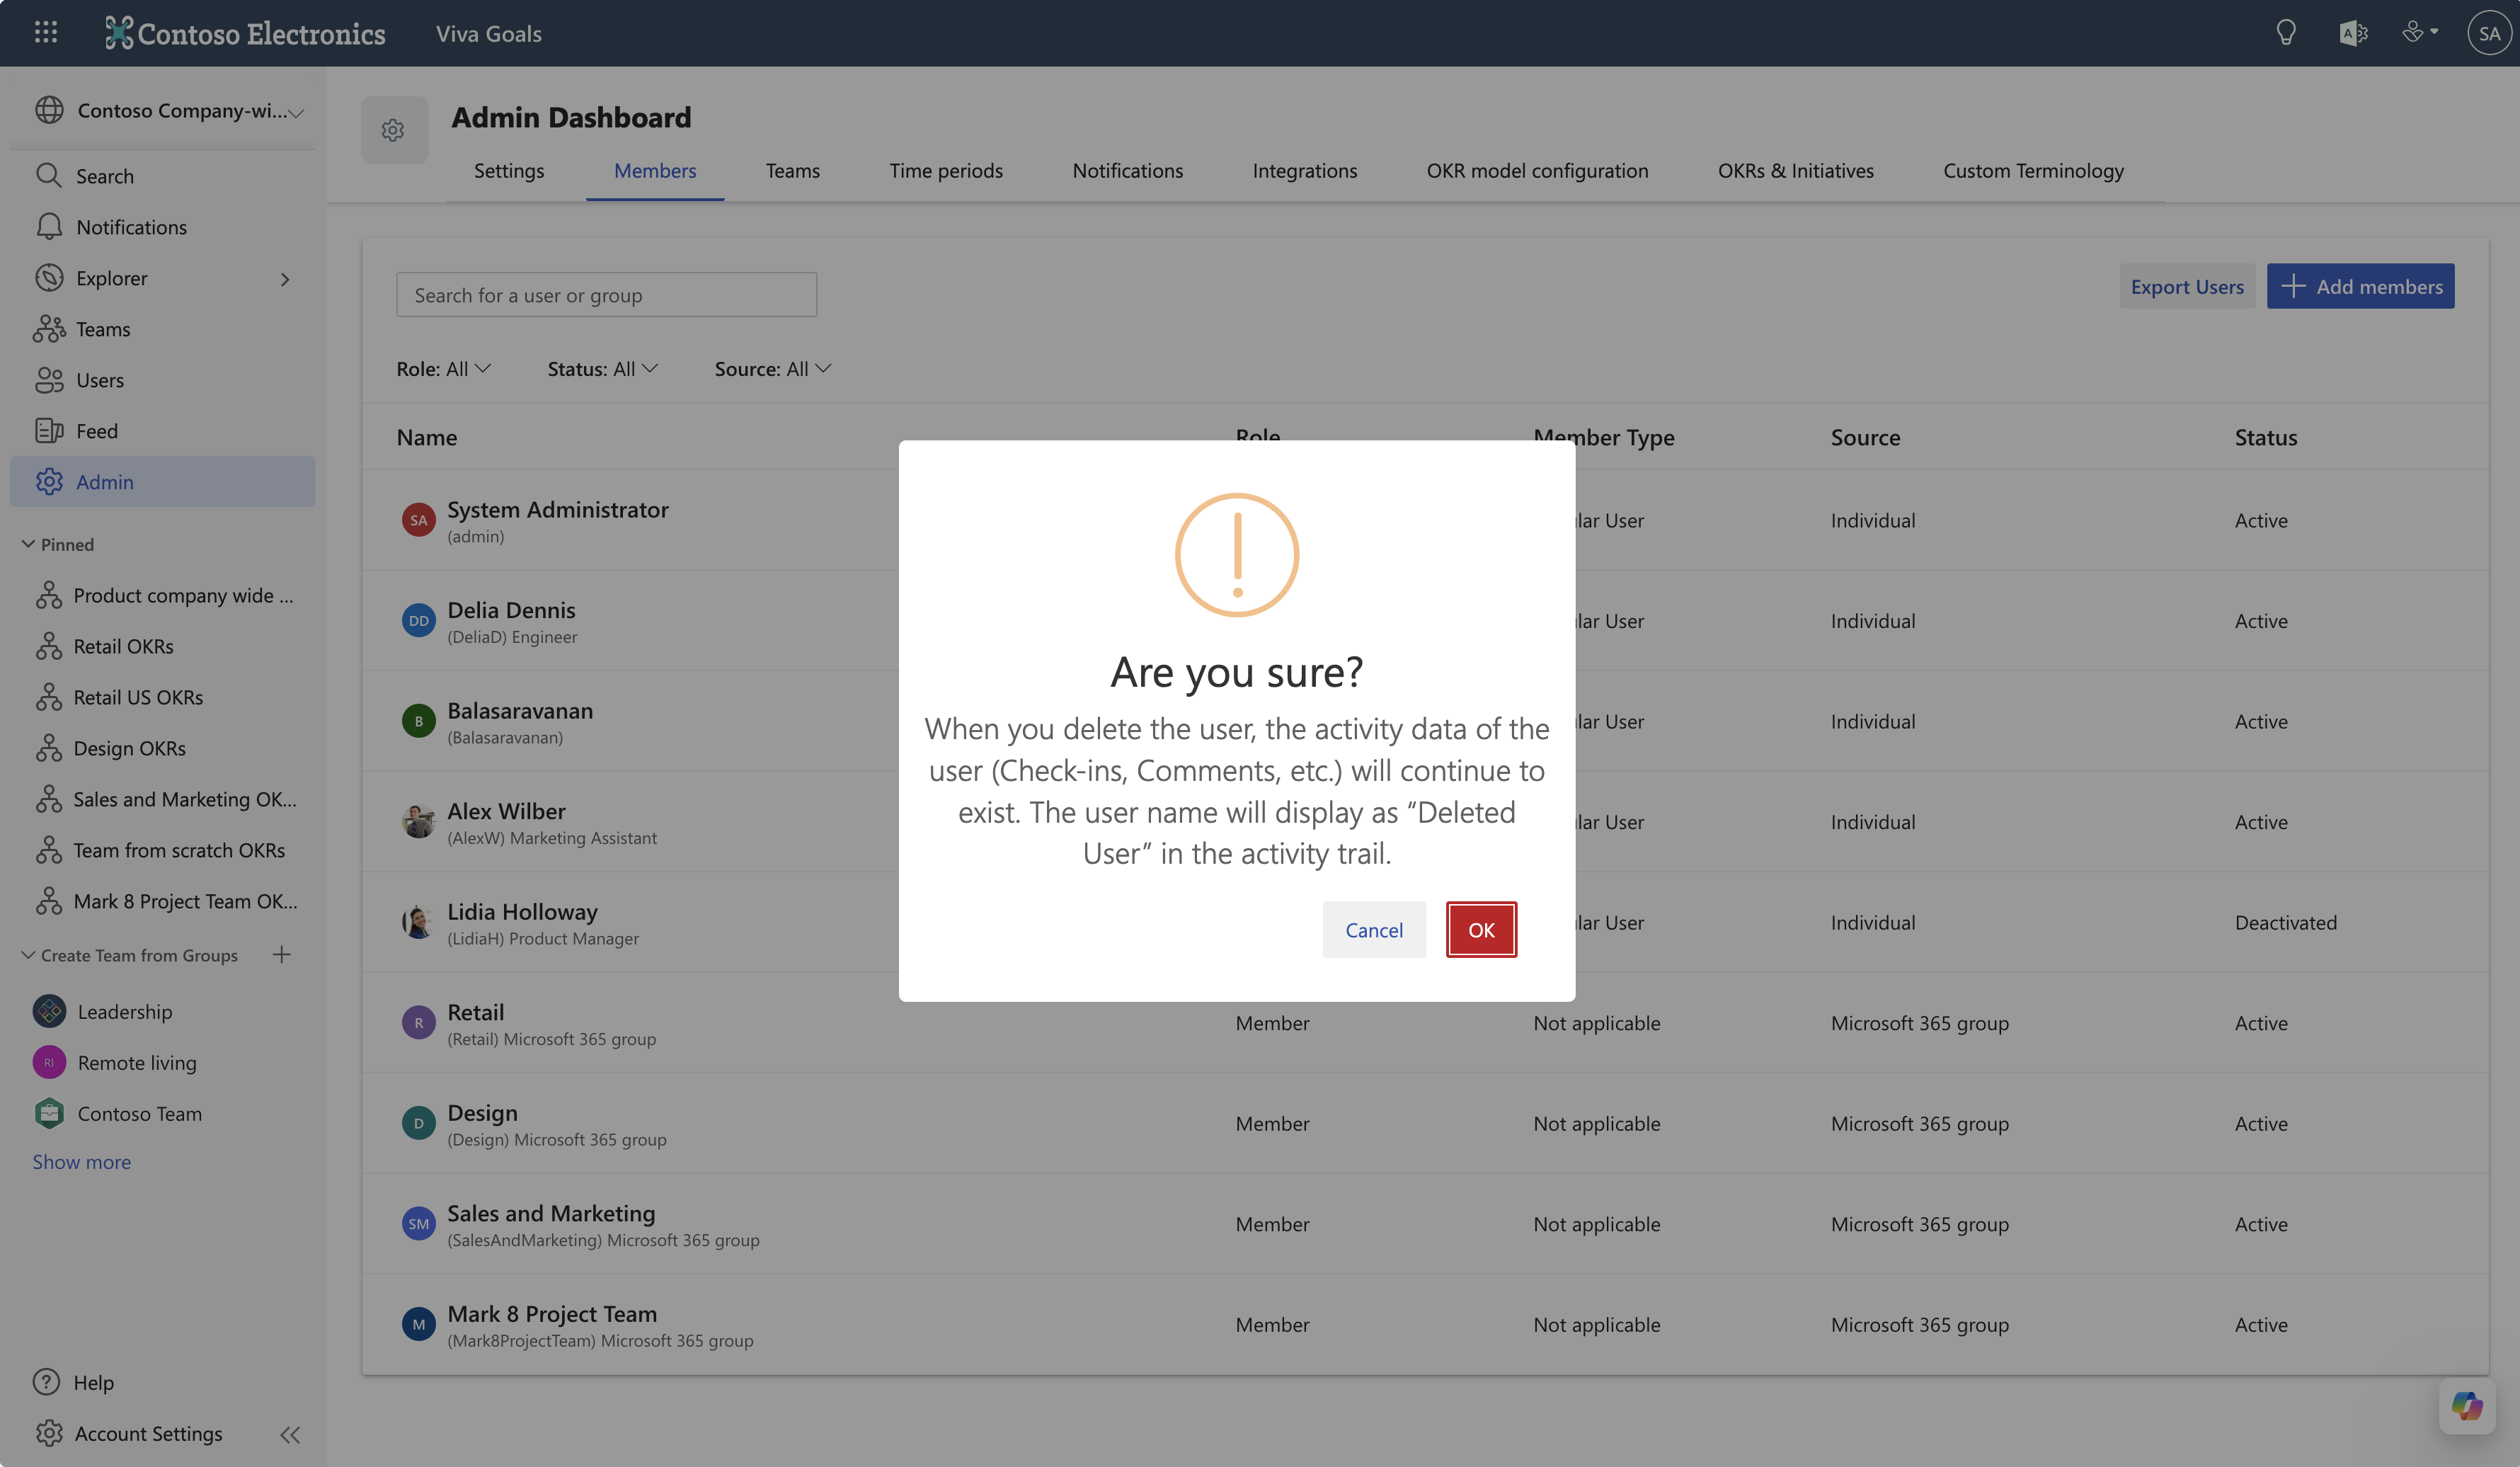 Contoso Electronics
Viva Goals
SA
Contoso Company-wi...
Search
Notifications
Explorer
Teams
Users
Feed
Admin
Pinned
Product company wide ...
Retail OKRs
Retail US OKRs
Design OKRs
Sales and Marketing OK...
Team from scratch OKRs
Mark 8 Project Team OK...
Create Team from Groups
Leadership
RI
Remote living
Contoso Team
Show more
Help
Account Settings
Admin Dashboard
Settings
Members
Teams
Time periods
Notifications
Integrations
OKR model configuration
OKRs & Initiatives
Custom Terminology
Search for a user or group
Export Users
Add members
Role: All
Status: All
Source: All
Name
Role
Member Type
Source
Status
SA
System Administrator
(admin)
lar User
Individual
Active
DD
Delia Dennis
(DeliaD) Engineer
lar User
Individual
Active
B
Balasaravanan
(Balasaravanan)
lar User
Individual
Active
Alex Wilber
(AlexW) Marketing Assistant
lar User
Individual
Active
Lidia Holloway
(LidiaH) Product Manager
lar User
Individual
Deactivated
R
Retail
(Retail) Microsoft 365 group
Member
Not applicable
Microsoft 365 group
Active
D
Design
(Design) Microsoft 365 group
Member
Not applicable
Microsoft 365 group
Active
SM
Sales and Marketing
(SalesAndMarketing) Microsoft 365 group
Member
Not applicable
Microsoft 365 group
Active
M
Mark 8 Project Team
(Mark8ProjectTeam) Microsoft 365 group
Member
Not applicable
Microsoft 365 group
Active
Are you sure?
When you delete the user, the activity data of the
user (Check-ins, Comments, etc.) will continue to
exist. The user name will display as “Deleted
User” in the activity trail.
Cancel
OK